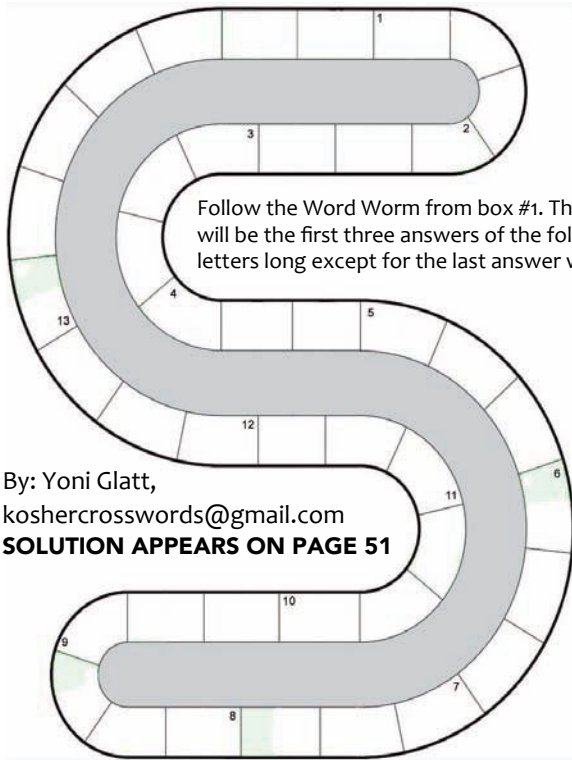 1
2
3
Follow the Word Worm from box #1. Th
will be the first three answers of the fol
letters long except for the last answer w
4
5
13
12
6
11
By: Yoni Glatt,
koshercrosswords@gmail.com
SOLUTION APPEARS ON PAGE 51
10
9
7
8